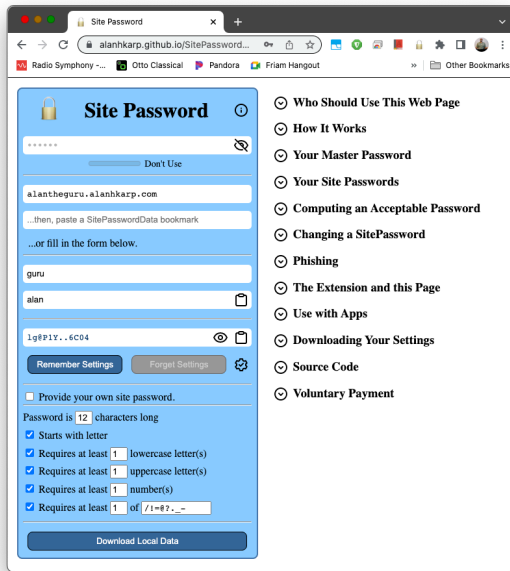 Site Password
alanhkarp.github.io/SitePassword...
Radio Symphony -... Otto Classical Pandora Friam Hangout » Other Bookmarks
Site Password
Don't Use
alantheguru.alanhkarp.com
...then, paste a SitePasswordData bookmark
...or fill in the form below.
guru
alan
lg@P1Y..6C04
Remember Settings Forget Settings
Provide your own site password.
Password is 12 characters long
Starts with letter
Requires at least 1 lowercase letter(s)
Requires at least 1 uppercase letter(s)
Requires at least 1 number(s)
Requires at least 1 of /!=@?._-
Download Local Data
Who Should Use This Web Page
How It Works
Your Master Password
Your Site Passwords
Computing an Acceptable Password
Changing a SitePassword
Phishing
The Extension and this Page
Use with Apps
Downloading Your Settings
Source Code
Voluntary Payment